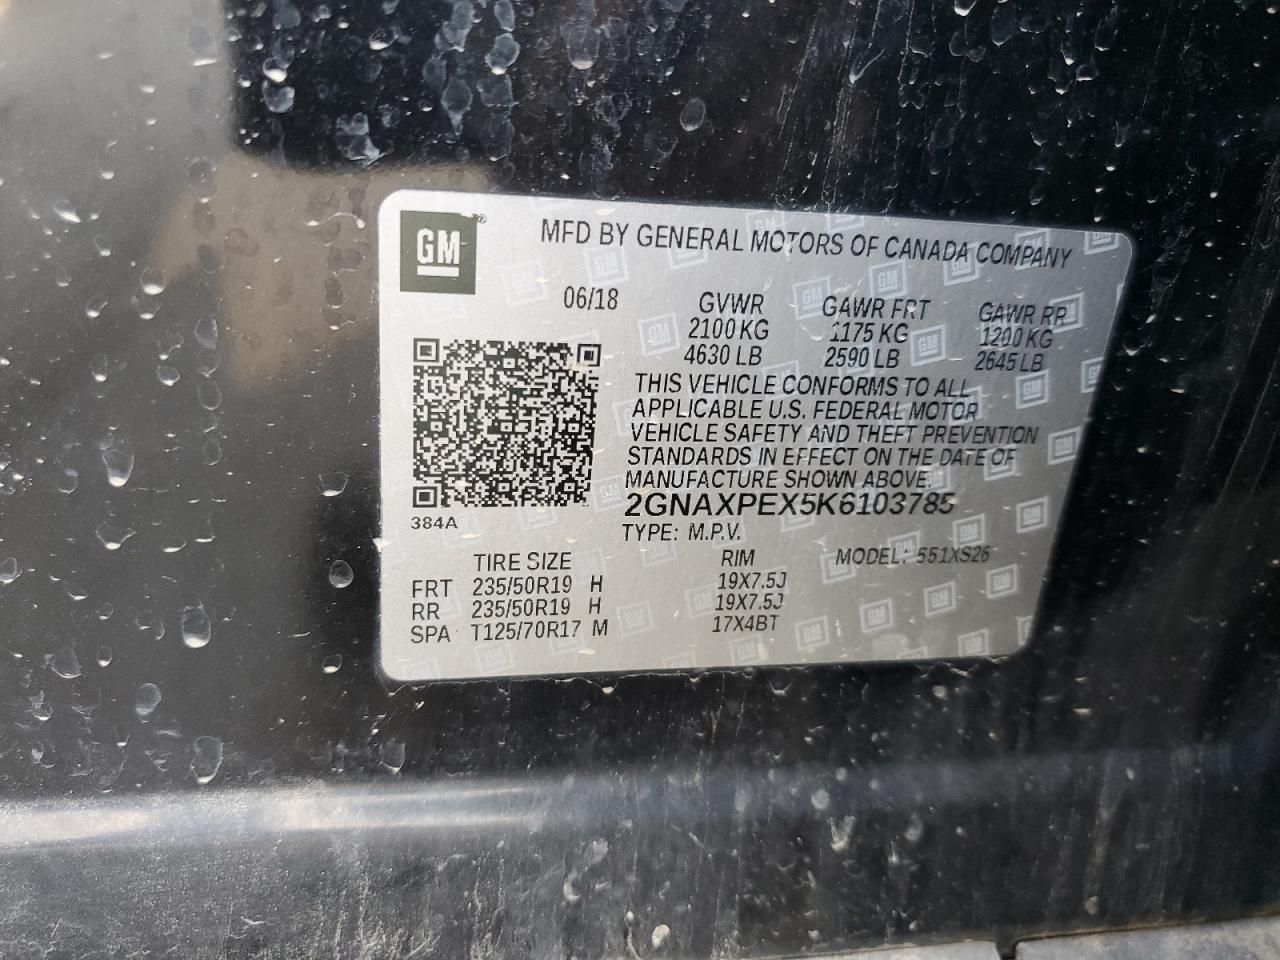 GM®
MFD BY GENERAL MOTORS OF CANADA COMPANY
06/18 GVWR GAWR FRT GAWR RR
2100 KG 1175 KG 1200 KG
4630 LB 2590 LB 2645 LB
THIS VEHICLE CONFORMS TO ALL
APPLICABLE U.S. FEDERAL MOTOR
VEHICLE SAFETY AND THEFT PREVENTION
STANDARDS IN EFFECT ON THE DATE OF
MANUFACTURE SHOWN ABOVE.
2GNAXPEX5K6103785
384A
TYPE: M.P.V.
TIRE SIZE RIM MODEL: 551XS26
FRT 235/50R19 H 19X7.5J
RR 235/50R19 H 19X7.5J
SPA T125/70R17 M 17X4BT